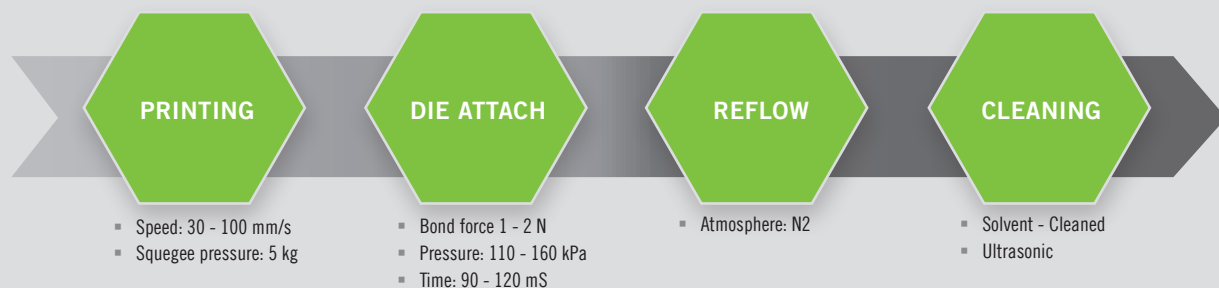 PRINTING
▪ Speed: 30 - 100 mm/s
▪ Squegee pressure: 5 kg
DIE ATTACH
▪ Bond force 1 - 2 N
▪ Pressure: 110 - 160 kPa
▪ Time: 90 - 120 mS
REFLOW
▪ Atmosphere: N2
CLEANING
▪ Solvent - Cleaned
▪ Ultrasonic